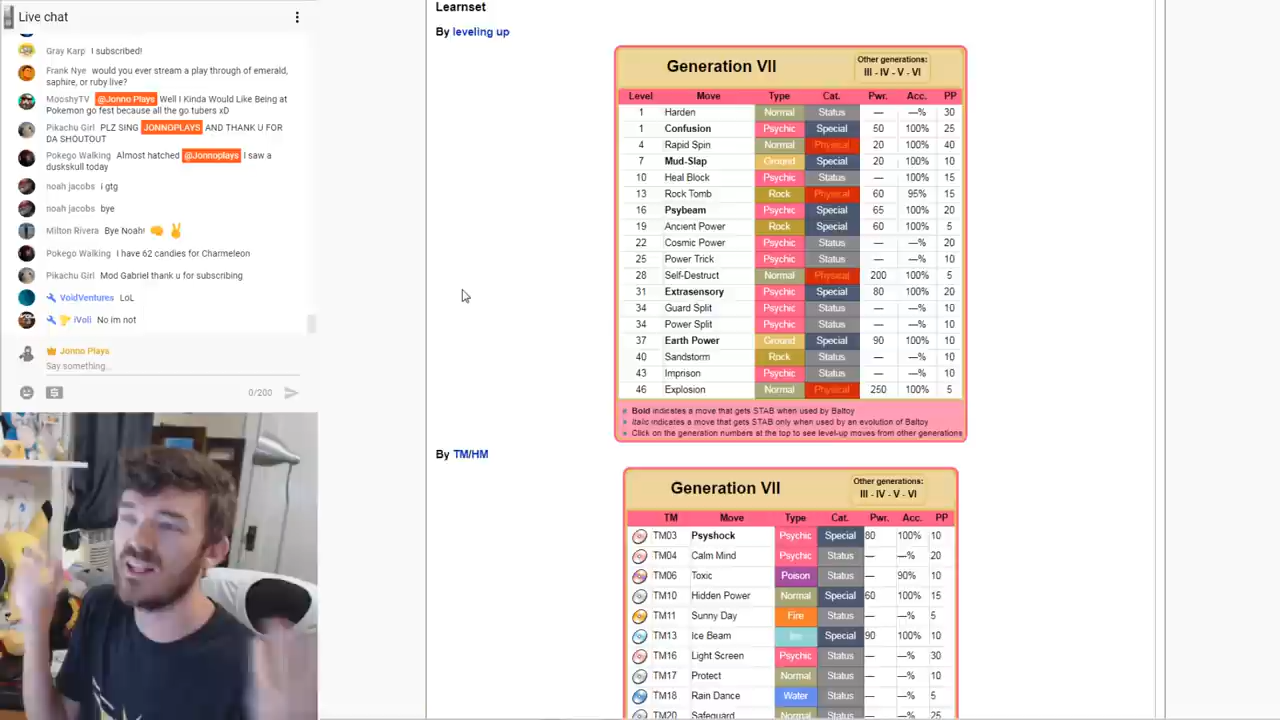 Live chat
Gray Karp I subscribed!
Frank Nye would you ever stream a play through of emerald,
saphire, or ruby live?
MooshyTV @Jonno Plays Well I Kinda Would Like Being at
Pokemon go fest because all the go tubers xD
Pikachu Girl PLZ SING JONNOPLAYS AND THANK U FOR
DA SHOUTOUT
Pokego Walking Almost hatched @Jonnoplays I saw a
duskskull today
noah jacobs i gtg
noah jacobs bye
Milton Rivera Bye Noah!
Pokego Walking I have 62 candies for Charmeleon
Pikachu Girl Mod Gabriel thank u for subscribing
VoidVentures LoL
iVoli No im not
Jonno Plays
Say something...
0/200
Learnset
By leveling up
Generation VII
Other generations:
III - IV - V - VI
Level Move Type Cat. Pwr. Acc. PP
1 Harden Normal Status — —% 30
1 Confusion Psychic Special 50 100% 25
4 Rapid Spin Normal Physical 20 100% 40
7 Mud-Slap Ground Special 20 100% 10
10 Heal Block Psychic Status — 100% 15
13 Rock Tomb Rock Physical 60 95% 15
16 Psybeam Psychic Special 65 100% 20
19 Ancient Power Rock Special 60 100% 5
22 Cosmic Power Psychic Status — —% 20
25 Power Trick Psychic Status — —% 10
28 Self-Destruct Normal Physical 200 100% 5
31 Extrasensory Psychic Special 80 100% 20
34 Guard Split Psychic Status — —% 10
34 Power Split Psychic Status — —% 10
37 Earth Power Ground Special 90 100% 10
40 Sandstorm Rock Status — —% 10
43 Imprison Psychic Status — —% 10
46 Explosion Normal Physical 250 100% 5
Bold indicates a move that gets STAB when used by Baltoy
Italic indicates a move that gets STAB only when used by an evolution of Baltoy
Click on the generation numbers at the top to see level-up moves from other generations
By TM/HM
Generation VII
Other generations:
III - IV - V - VI
TM Move Type Cat. Pwr. Acc. PP
TM03 Psyshock Psychic Special 80 100% 10
TM04 Calm Mind Psychic Status — —% 20
TM06 Toxic Poison Status — 90% 10
TM10 Hidden Power Normal Special 60 100% 15
TM11 Sunny Day Fire Status — —% 5
TM13 Ice Beam Ice Special 90 100% 10
TM16 Light Screen Psychic Status — —% 30
TM17 Protect Normal Status — —% 10
TM18 Rain Dance Water Status — —% 5
TM20 Safeguard Normal Status — —% 25